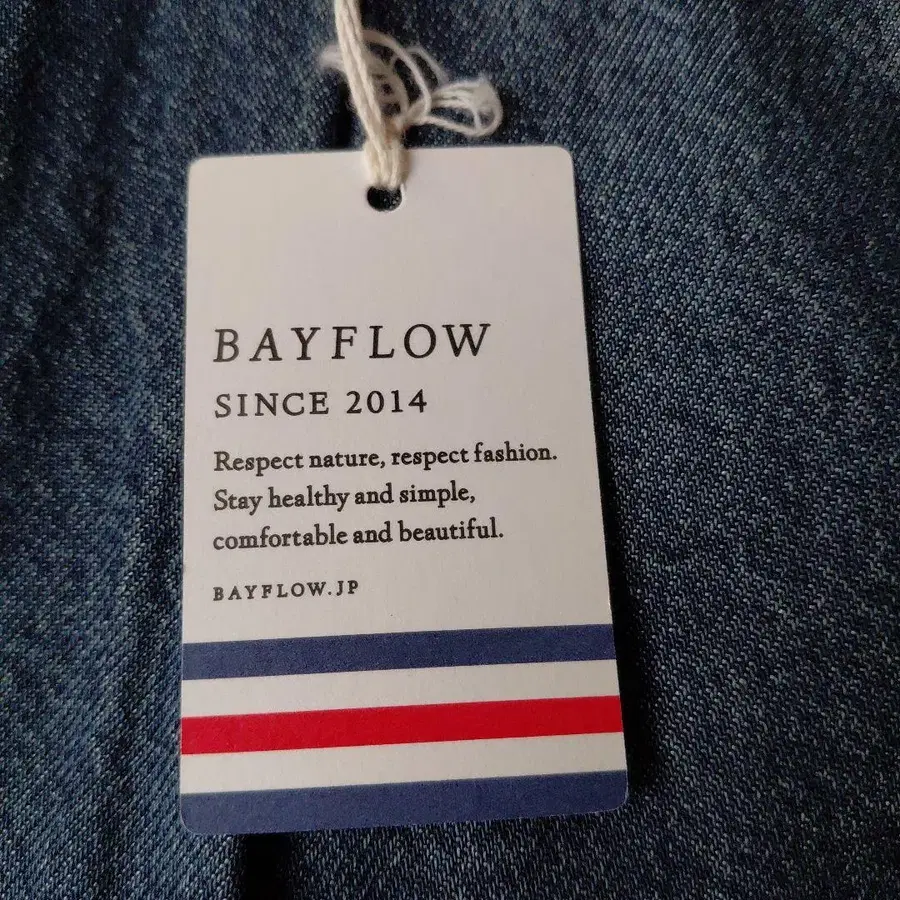 BAYFLOW
SINCE 2014
Respect nature, respect fashion.
Stay healthy and simple,
comfortable and beautiful.
BAYFLOW.JP